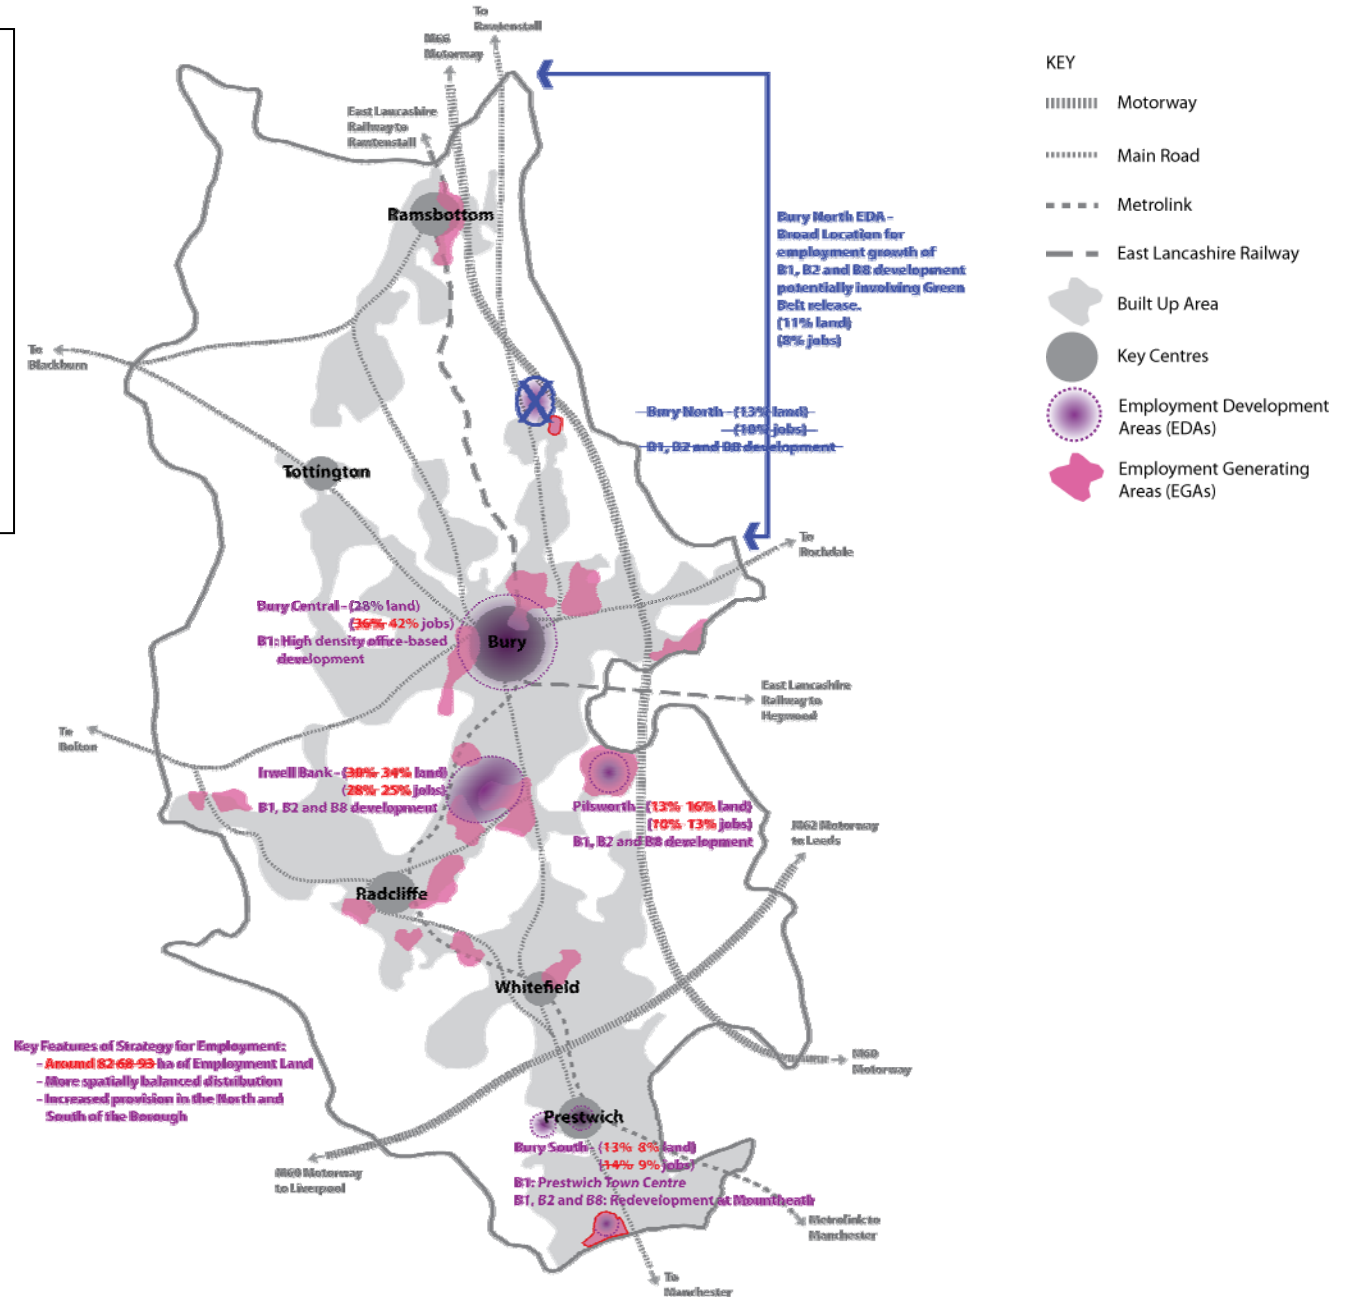 To
Rawtenstall
M66
Motorway
East Lancashire
Railway to
Rawtenstall
Ramsbottom
Bury North EDA -
Broad Location for
employment growth of
B1, B2 and B8 development
potentially involving Green
Belt release.
(11% land)
(8% jobs)
To
Blackburn
Bury North - (13% land)
(10% jobs)
B1, B2 and B8 development
Tottington
To
Rochdale
Bury Central - (28% land)
(36% 42% jobs)
B1: High density office-based
development
Bury
East Lancashire
Railway to
Heywood
To
Bolton
Irwell Bank - (30% 34% land)
(28% 25% jobs)
B1, B2 and B8 development
Pilsworth - (13% 16% land)
(10% 13% jobs)
B1, B2 and B8 development
M62 Motorway
to Leeds
Radcliffe
Whitefield
Key Features of Strategy for Employment:
- Around 82 68 93 ha of Employment Land
- More spatially balanced distribution
- Increased provision in the North and
South of the Borough
M60
Motorway
Prestwich
Bury South - (13% 8% land)
(14% 9% jobs)
B1: Prestwich Town Centre
B1, B2 and B8: Redevelopment at Mountheath
M60 Motorway
to Liverpool
Metrolink to
Manchester
To
Manchester
KEY
Motorway
Main Road
Metrolink
East Lancashire Railway
Built Up Area
Key Centres
Employment Development
Areas (EDAs)
Employment Generating
Areas (EGAs)